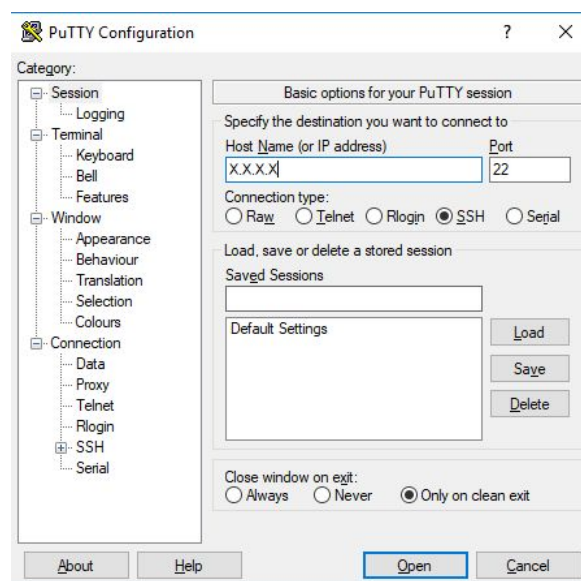 PuTTY Configuration
?
Category:
Session
Logging
Terminal
Keyboard
Bell
Features
Window
Appearance
Behaviour
Translation
Selection
Colours
Connection
Data
Proxy
Telnet
Rlogin
SSH
Serial
Basic options for your PuTTY session
Specify the destination you want to connect to
Host Name (or IP address) Port
X.X.X.X 22
Connection type:
Raw Telnet Rlogin SSH Serial
Load, save or delete a stored session
Saved Sessions
Default Settings
Load
Save
Delete
Close window on exit:
Always Never Only on clean exit
About Help Open Cancel